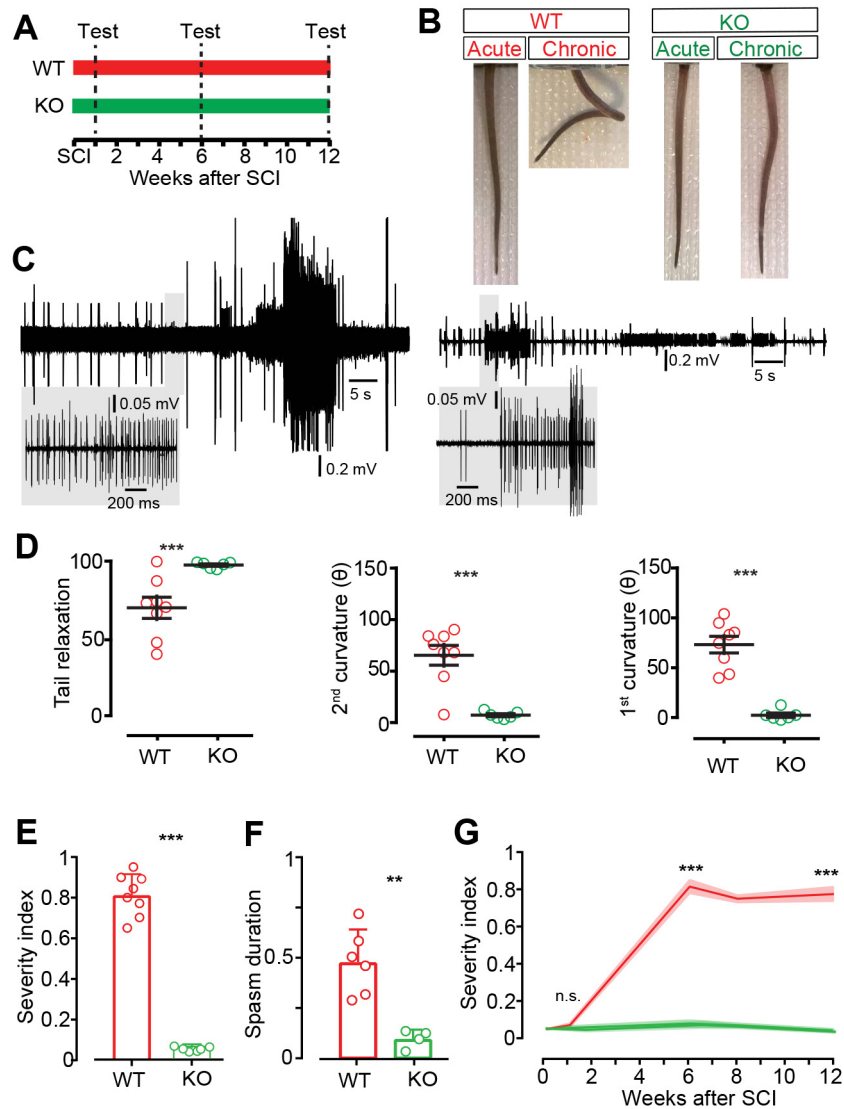 A
Test Test Test
WT
KO
SCI 2 4 6 8 10 12
Weeks after SCI
B
WT KO
Acute Chronic Acute Chronic
C
5 s
0.05 mV
200 ms
0.2 mV
0.2 mV
5 s
0.05 mV
200 ms
D
Tail relaxation
100
50
0
***
WT KO
2nd curvature (θ)
150
100
50
0
***
WT KO
1st curvature (θ)
150
100
50
0
***
WT KO
E
Severity index
1
0.8
0.6
0.4
0.2
0
***
WT KO
F
Spasm duration
1
0.5
0
**
WT KO
G
Severity index
1
0.8
0.6
0.4
0.2
0
n.s.
***
***
0 2 4 6 8 10 12
Weeks after SCI